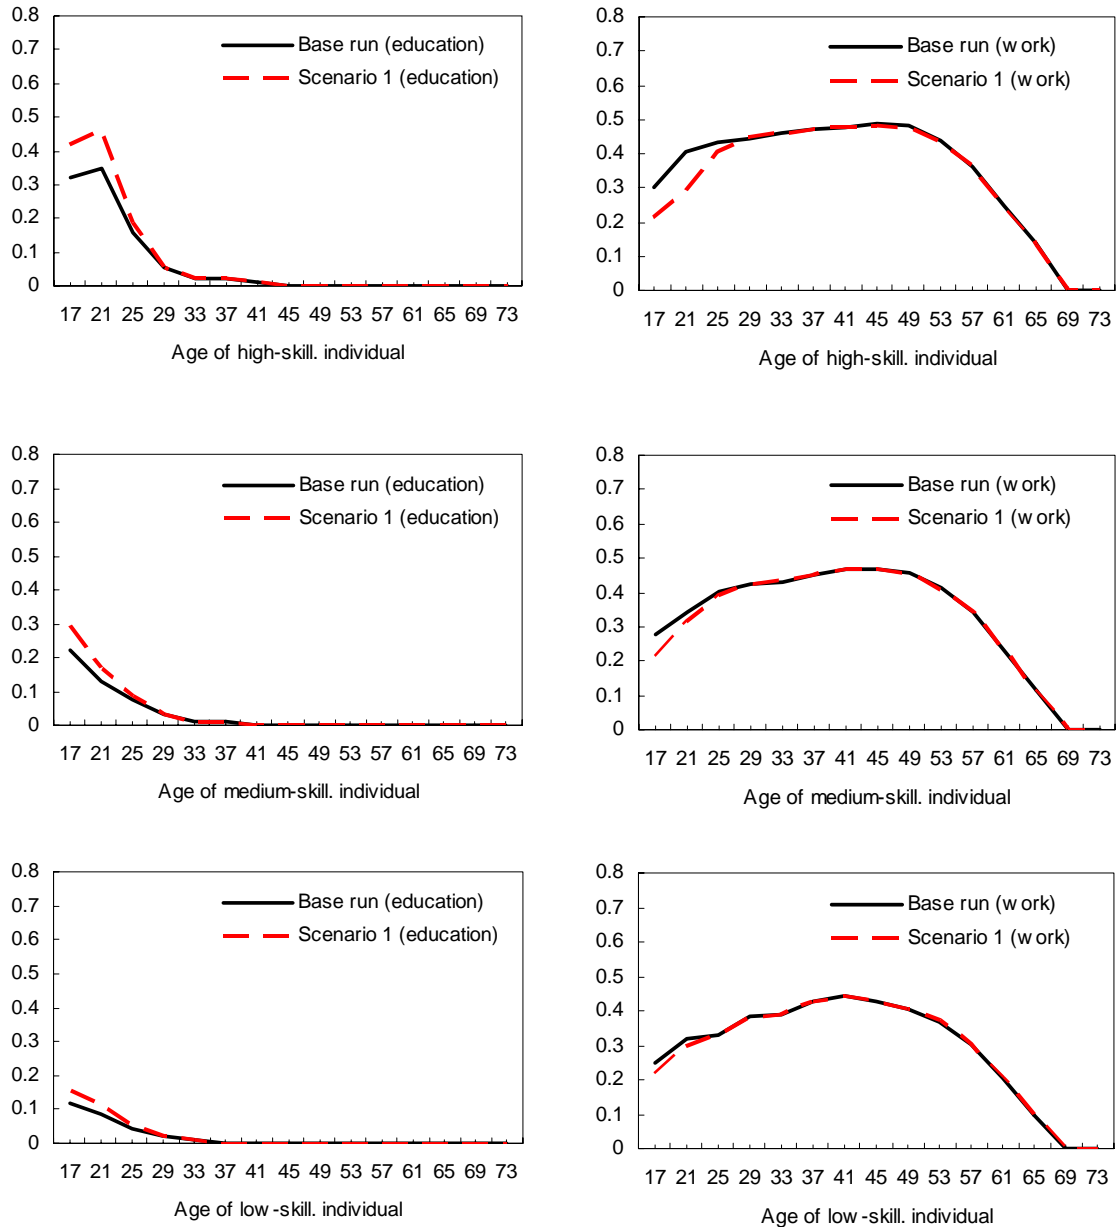 0.8
0.7
0.6
0.5
0.4
0.3
0.2
0.1
0
Base run (education)
Scenario 1 (education)
17 21 25 29 33 37 41 45 49 53 57 61 65 69 73
Age of high-skill. individual
0.8
0.7
0.6
0.5
0.4
0.3
0.2
0.1
0
Base run (work)
Scenario 1 (work)
17 21 25 29 33 37 41 45 49 53 57 61 65 69 73
Age of high-skill. individual
0.8
0.7
0.6
0.5
0.4
0.3
0.2
0.1
0
Base run (education)
Scenario 1 (education)
17 21 25 29 33 37 41 45 49 53 57 61 65 69 73
Age of medium-skill. individual
0.8
0.7
0.6
0.5
0.4
0.3
0.2
0.1
0
Base run (work)
Scenario 1 (work)
17 21 25 29 33 37 41 45 49 53 57 61 65 69 73
Age of medium-skill. individual
0.8
0.7
0.6
0.5
0.4
0.3
0.2
0.1
0
Base run (education)
Scenario 1 (education)
17 21 25 29 33 37 41 45 49 53 57 61 65 69 73
Age of low-skill. individual
0.8
0.7
0.6
0.5
0.4
0.3
0.2
0.1
0
Base run (work)
Scenario 1 (work)
17 21 25 29 33 37 41 45 49 53 57 61 65 69 73
Age of low-skill. individual